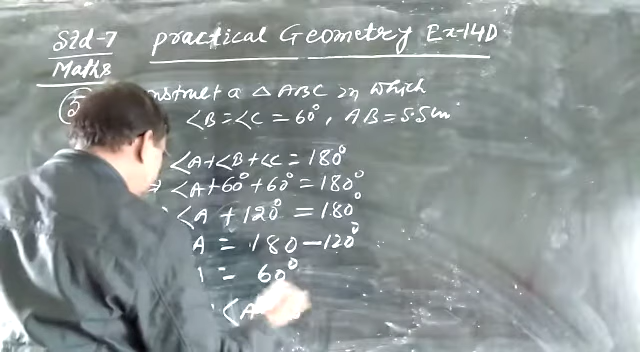 Std-7 Practical Geometry Ex-14D
Maths
5 nstruct a △ ABC in which
∠B=∠C=60°, AB=5.5cm
∠A+∠B+∠C=180°
∠A+60°+60°=180°
∠A+120°=180°
A=180-120°
=60°
∠A